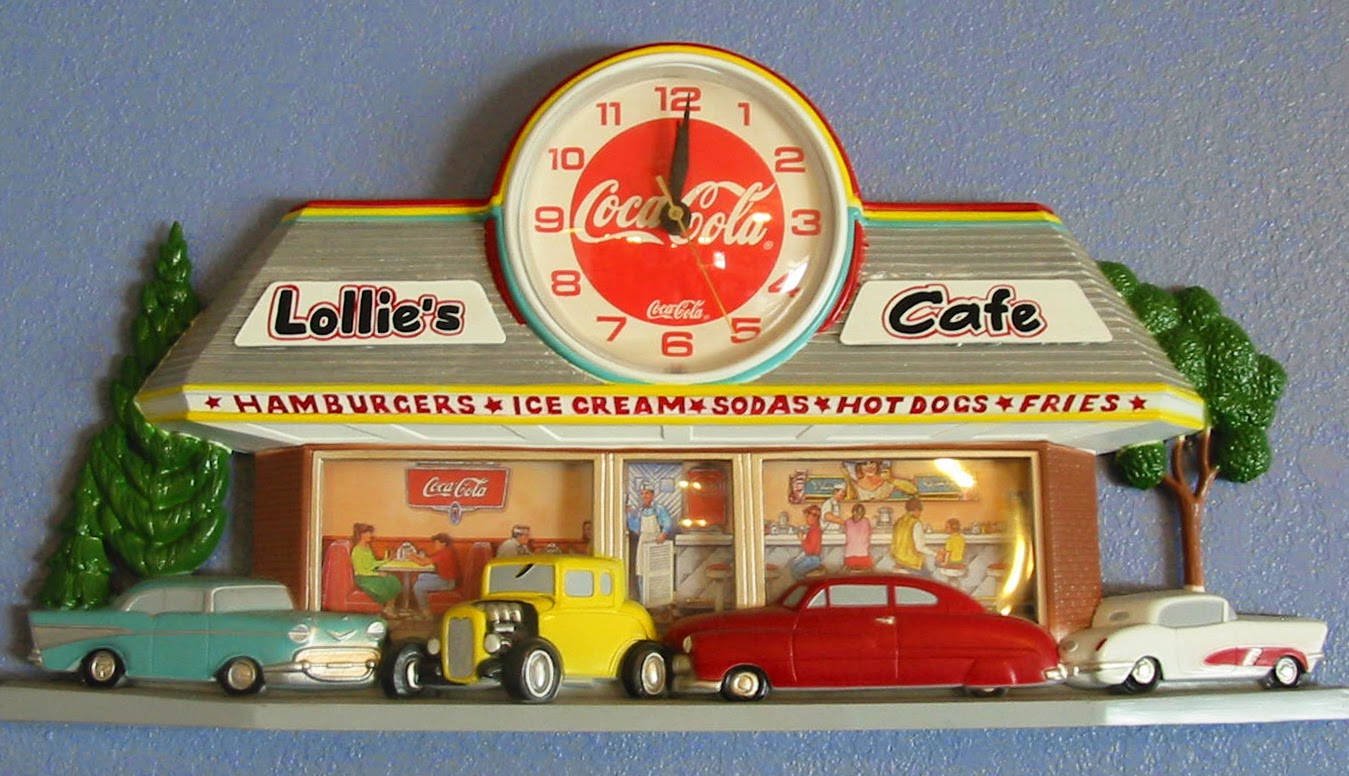 12
11 1
10 2
Coca-Cola
9 3
8 4
Coca-Cola
7 5
6
Lollie's Cafe
★ HAMBURGERS ★ ICE CREAM ★ SODAS ★ HOT DOGS ★ FRIES ★
Coca-Cola